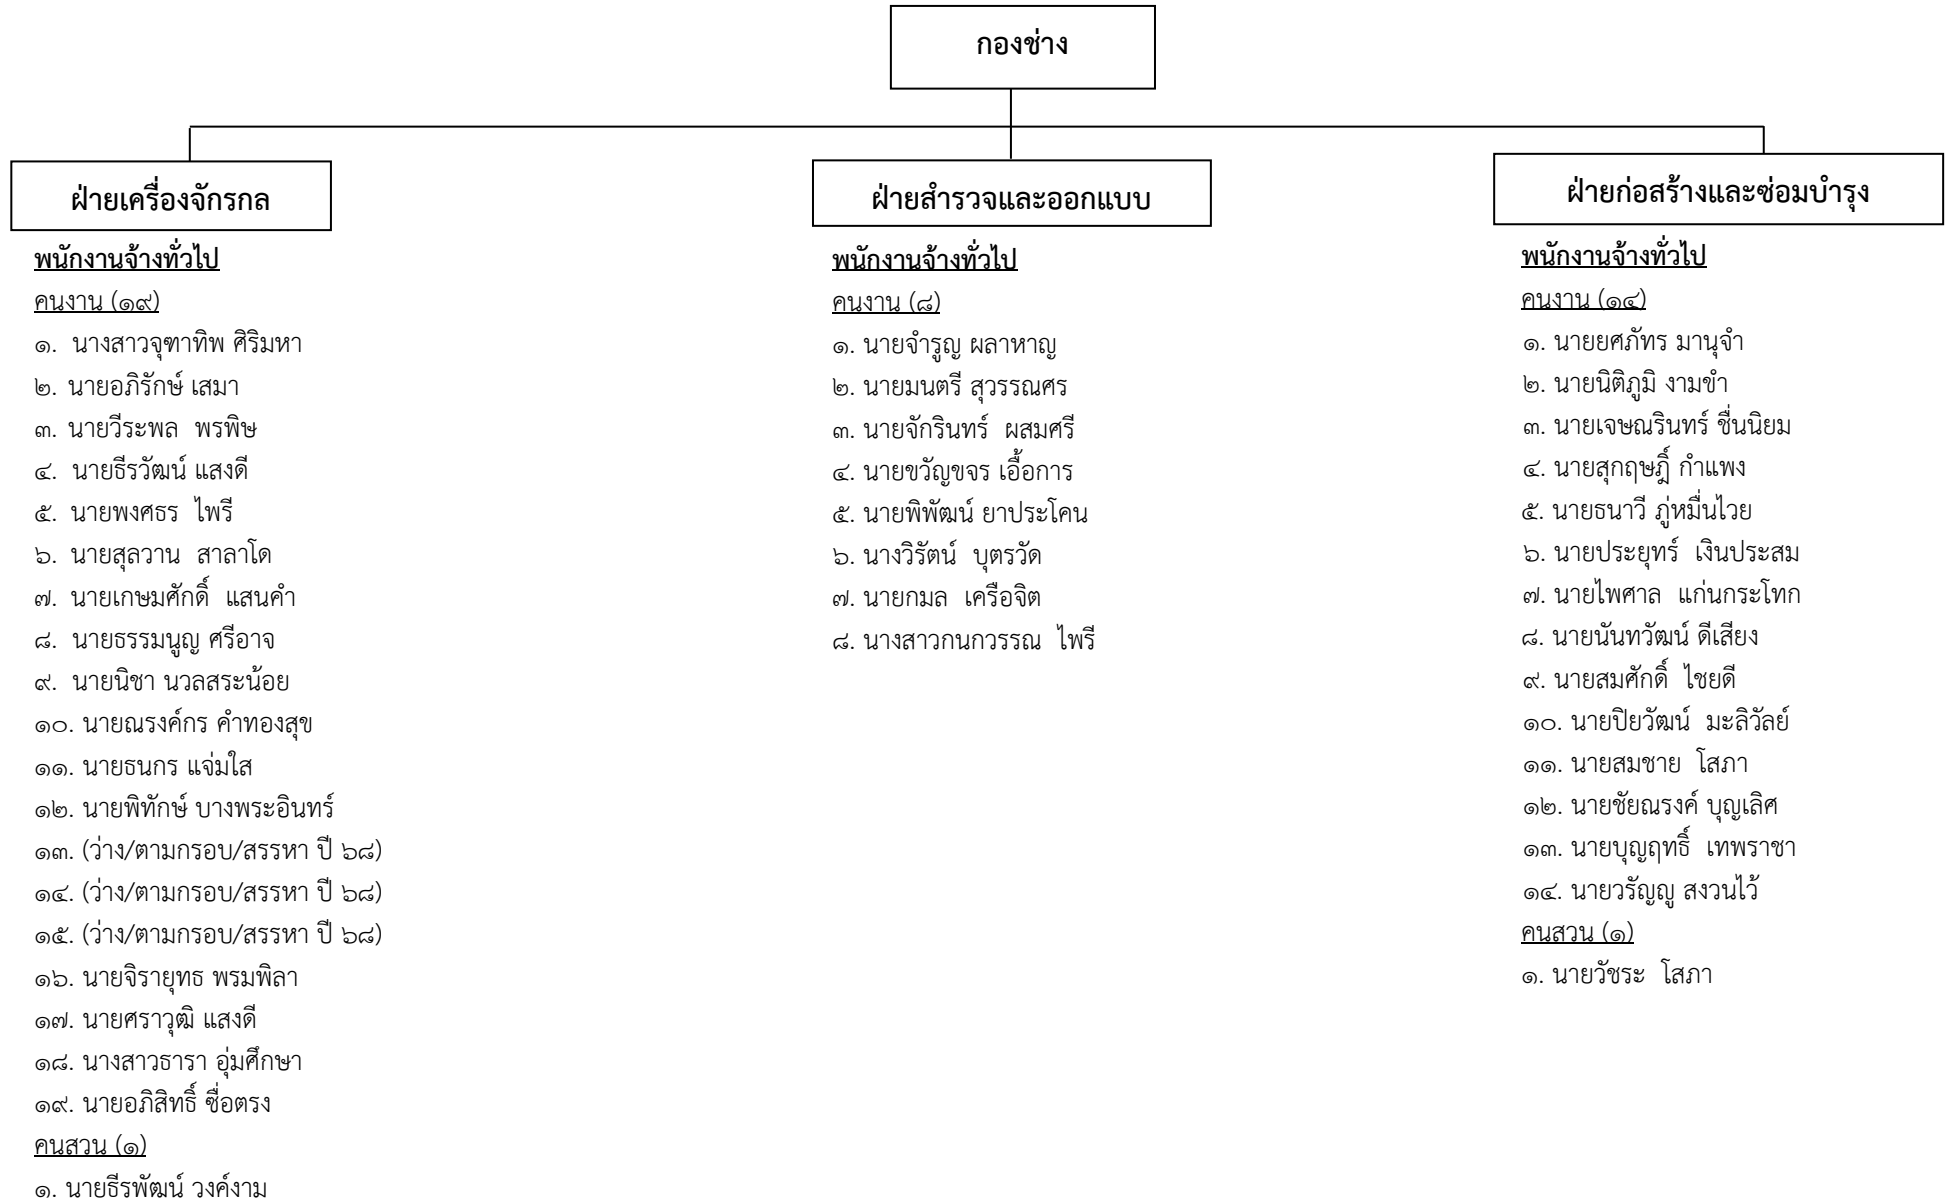 กองช่าง
ฝ่ายเครื่องจักรกล
พนักงานจ้างทั่วไป
คนงาน (๑๙)
๑. นางสาวจุฑาทิพ ศิริมหา
๒. นายอภิรักษ์ เสมา
๓. นายวีระพล พรพิษ
๔. นายธีรวัฒน์ แสงดี
๕. นายพงศธร ไพรี
๖. นายสุลวาน สาลาโด
๗. นายเกษมศักดิ์ แสนคำ
๘. นายธรรมนูญ ศรีอาจ
๙. นายนิชา นวลสระน้อย
๑๐. นายณรงค์กร คำทองสุข
๑๑. นายธนกร แจ่มใส
๑๒. นายพิทักษ์ บางพระอินทร์
๑๓. (ว่าง/ตามกรอบ/สรรหา ปี ๖๘)
๑๔. (ว่าง/ตามกรอบ/สรรหา ปี ๖๘)
๑๕. (ว่าง/ตามกรอบ/สรรหา ปี ๖๘)
๑๖. นายจิรายุทธ พรมพิลา
๑๗. นายศราวุฒิ แสงดี
๑๘. นางสาวธารา อุ่มศึกษา
๑๙. นายอภิสิทธิ์ ซื่อตรง
คนสวน (๑)
๑. นายธีรพัฒน์ วงค์งาม
ฝ่ายสำรวจและออกแบบ
พนักงานจ้างทั่วไป
คนงาน (๘)
๑. นายจำรูญ ผลาหาญ
๒. นายมนตรี สุวรรณศร
๓. นายจักรินทร์ ผสมศรี
๔. นายขวัญขจร เอื้อการ
๕. นายพิพัฒน์ ยาประโคน
๖. นางวิรัตน์ บุตรวัด
๗. นายกมล เครือจิต
๘. นางสาวกนกวรรณ ไพรี
ฝ่ายก่อสร้างและซ่อมบำรุง
พนักงานจ้างทั่วไป
คนงาน (๑๔)
๑. นายยศภัทร มานุจำ
๒. นายนิติภูมิ งามขำ
๓. นายเจษณรินทร์ ชื่นนิยม
๔. นายสุกฤษฎิ์ กำแพง
๕. นายธนาวี ภู่หมื่นไวย
๖. นายประยุทร์ เงินประสม
๗. นายไพศาล แก่นกระโทก
๘. นายนันทวัฒน์ ดีเสียง
๙. นายสมศักดิ์ ไชยดี
๑๐. นายปิยวัฒน์ มะลิวัลย์
๑๑. นายสมชาย โสภา
๑๒. นายชัยณรงค์ บุญเลิศ
๑๓. นายบุญฤทธิ์ เทพราชา
๑๔. นายวรัญญู สงวนไว้
คนสวน (๑)
๑. นายวัชระ โสภา